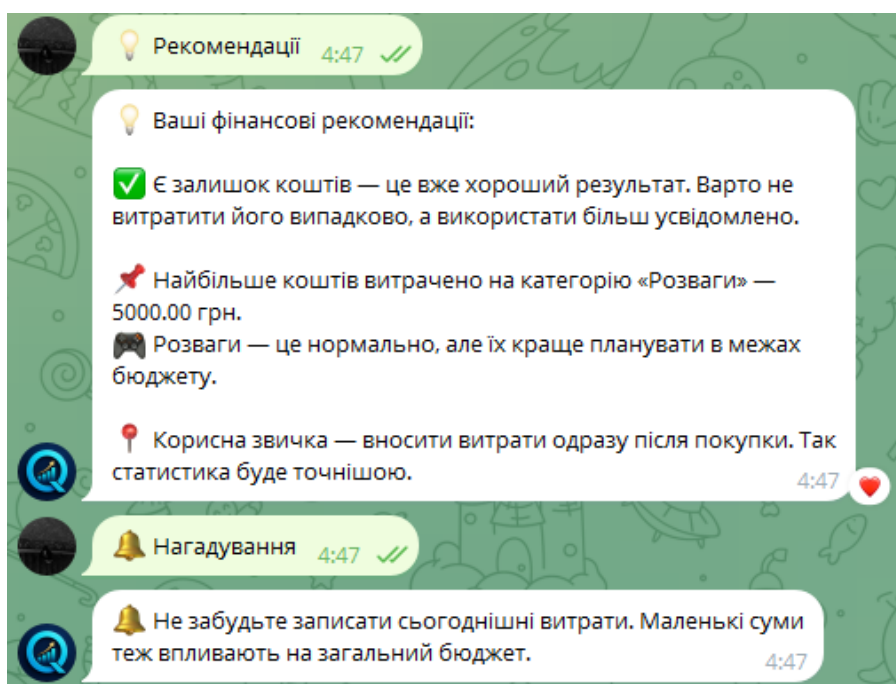 💡 Рекомендації 4:47
💡 Ваші фінансові рекомендації:
✅ Є залишок коштів — це вже хороший результат. Варто не
витратити його випадково, а використати більш усвідомлено.
📌 Найбільше коштів витрачено на категорію «Розваги» —
5000.00 грн.
🎮 Розваги — це нормально, але їх краще планувати в межах
бюджету.
📍 Корисна звичка — вносити витрати одразу після покупки. Так
статистика буде точнішою.
4:47
🔔 Нагадування 4:47
🔔 Не забудьте записати сьогоднішні витрати. Маленькі суми
теж впливають на загальний бюджет.
4:47